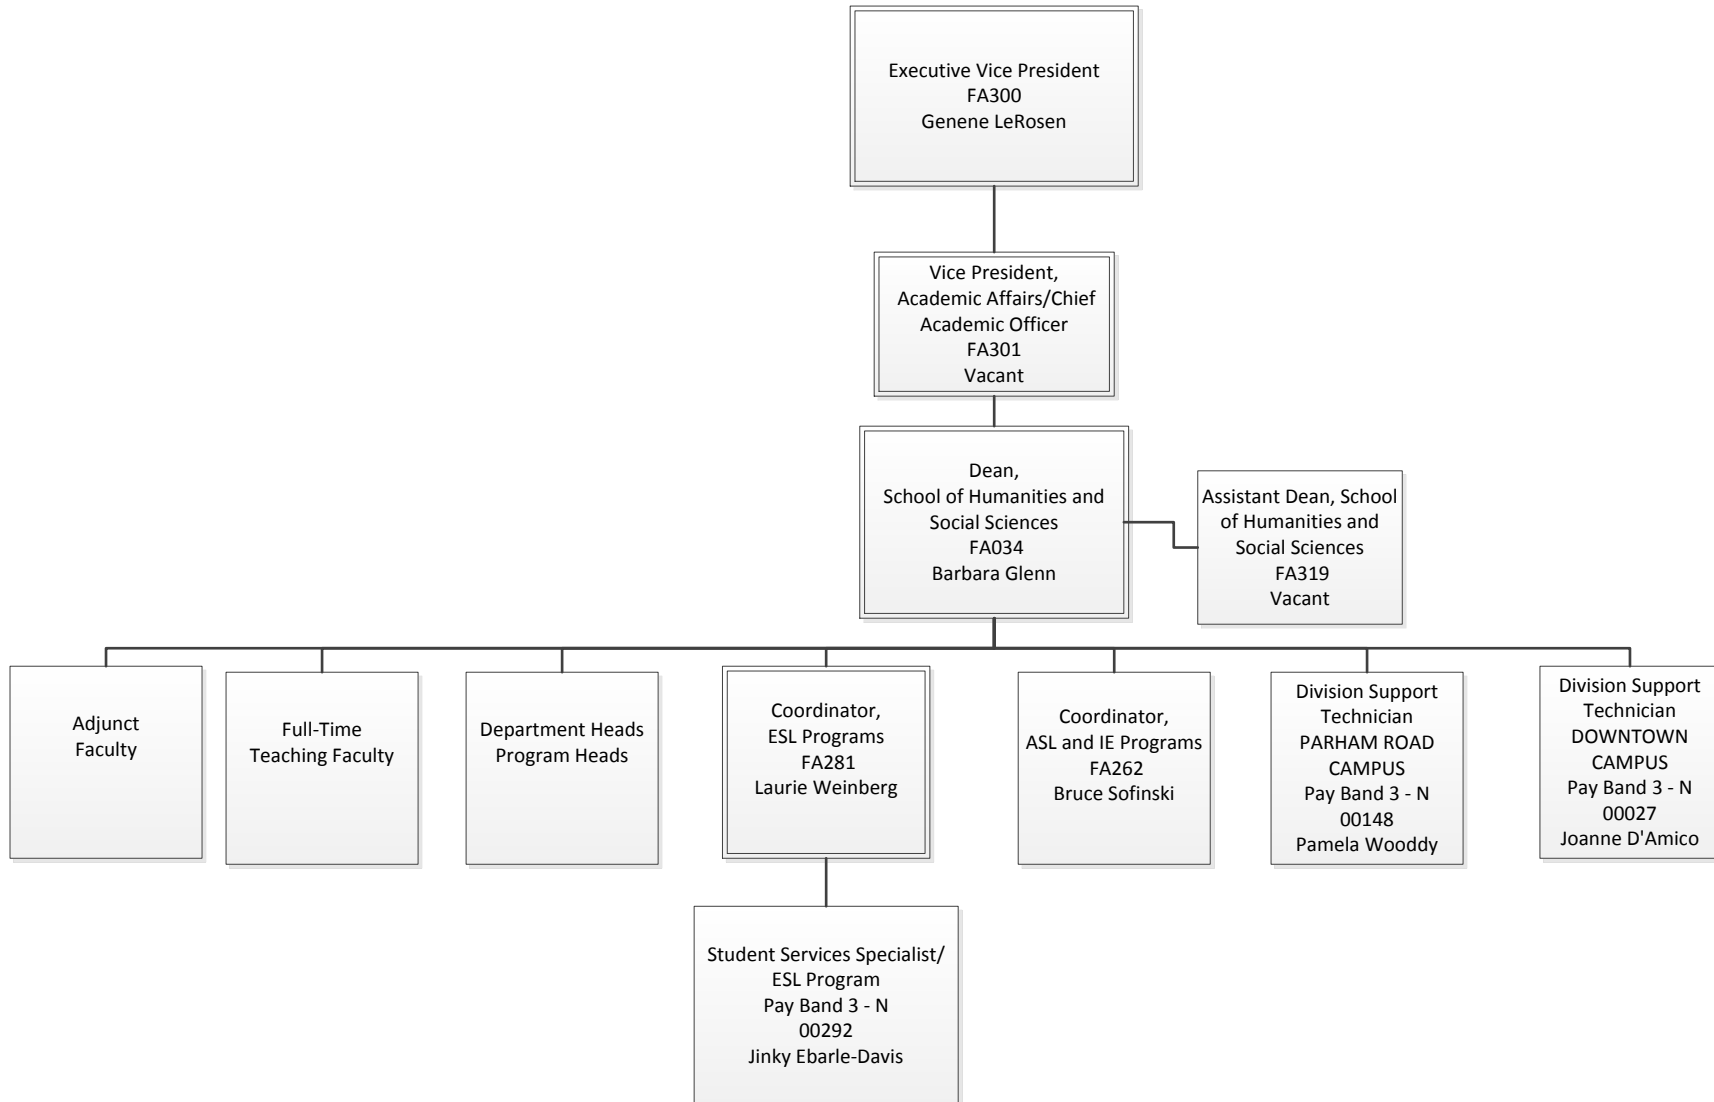 Executive Vice President
FA300
Genene LeRosen
Vice President,
Academic Affairs/Chief
Academic Officer
FA301
Vacant
Dean,
School of Humanities and
Social Sciences
FA034
Barbara Glenn
Assistant Dean, School
of Humanities and
Social Sciences
FA319
Vacant
Adjunct
Faculty
Full-Time
Teaching Faculty
Department Heads
Program Heads
Coordinator,
ESL Programs
FA281
Laurie Weinberg
Coordinator,
ASL and IE Programs
FA262
Bruce Sofinski
Division Support
Technician
PARHAM ROAD
CAMPUS
Pay Band 3 - N
00148
Pamela Wooddy
Division Support
Technician
DOWNTOWN
CAMPUS
Pay Band 3 - N
00027
Joanne D'Amico
Student Services Specialist/
ESL Program
Pay Band 3 - N
00292
Jinky Ebarle-Davis